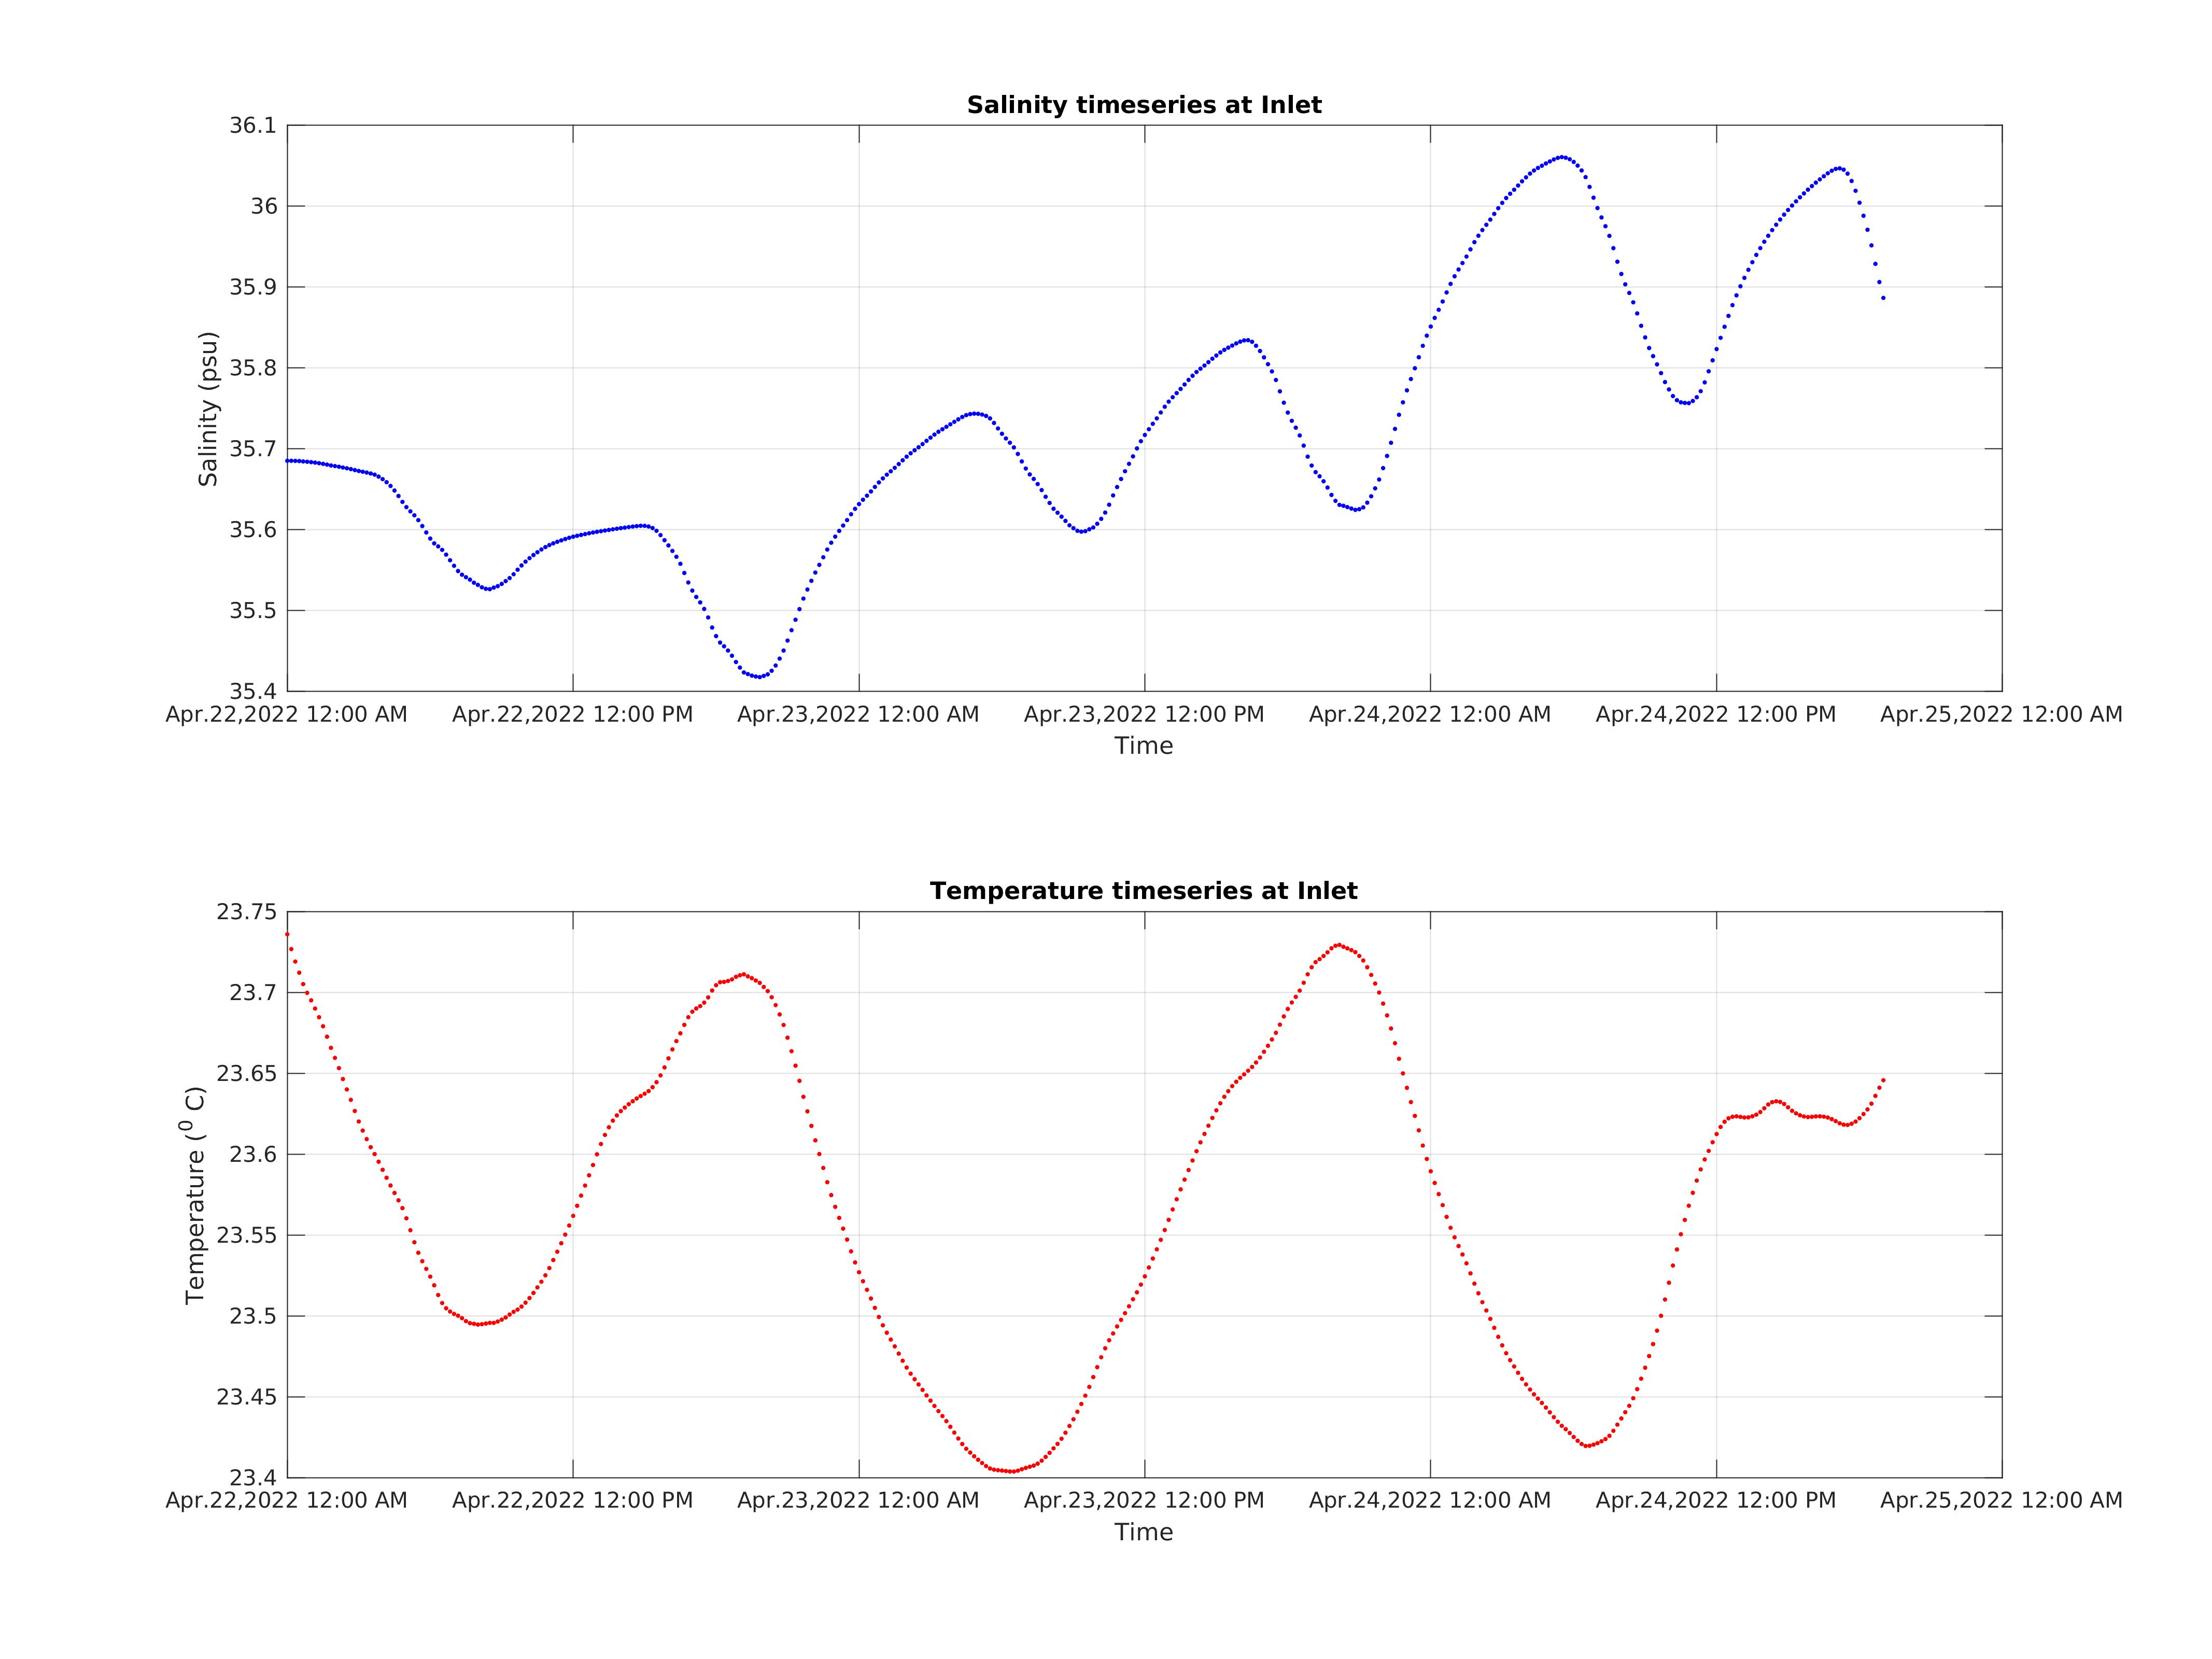 Salinity timeseries at Inlet
36.1
36
35.9
35.8
35.7
35.6
35.5
35.4
Salinity (psu)
Apr.22,2022 12:00 AM Apr.22,2022 12:00 PM Apr.23,2022 12:00 AM Apr.23,2022 12:00 PM Apr.24,2022 12:00 AM Apr.24,2022 12:00 PM Apr.25,2022 12:00 AM
Time
Temperature timeseries at Inlet
23.75
23.7
23.65
23.6
23.55
23.5
23.45
23.4
Temperature (⁰ C)
Apr.22,2022 12:00 AM Apr.22,2022 12:00 PM Apr.23,2022 12:00 AM Apr.23,2022 12:00 PM Apr.24,2022 12:00 AM Apr.24,2022 12:00 PM Apr.25,2022 12:00 AM
Time